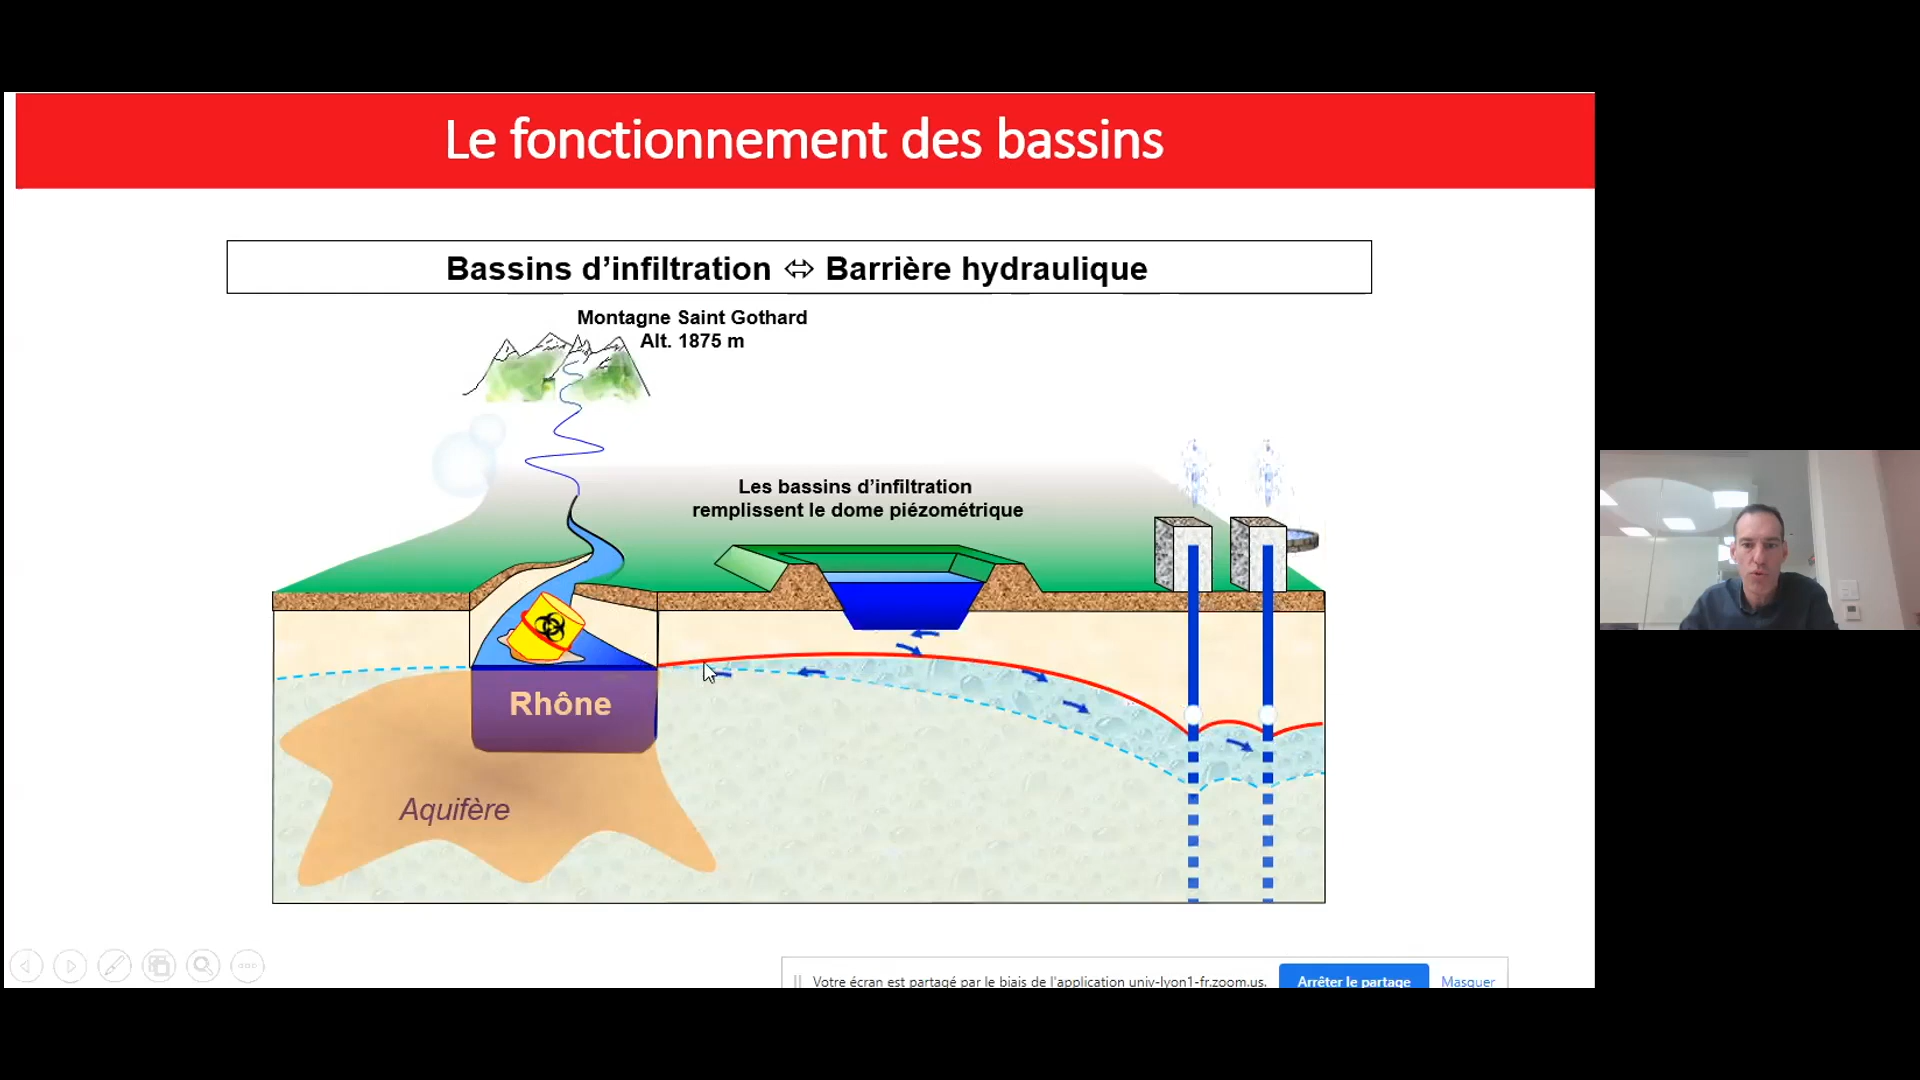 Le fonctionnement des bassins
Bassins d’infiltration ⇔ Barrière hydraulique
Montagne Saint Gothard
Alt. 1875 m
Les bassins d’infiltration
remplissent le dome piézométrique
Rhône
Aquifère
Votre écran est partagé par le biais de l'application univ-lyon1-fr.zoom.us.
Arrêter le partage
Masquer